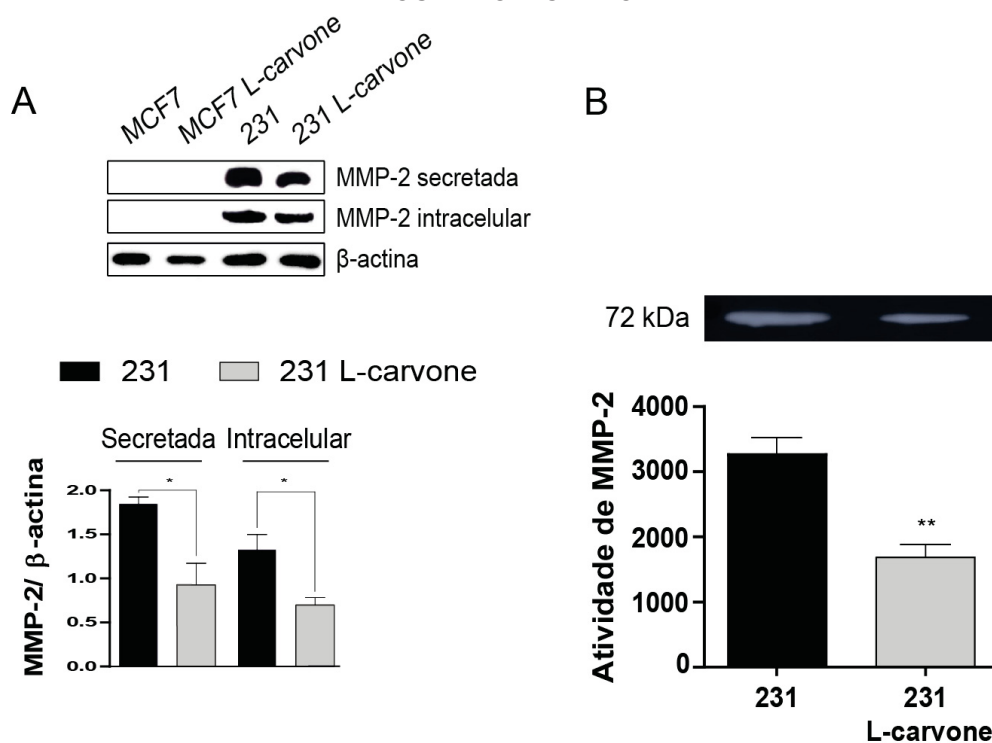 A
MCF7
MCF7 L-carvone
231
231 L-carvone
MMP-2 secretada
MMP-2 intracelular
β-actina
231
231 L-carvone
Secretada
Intracelular
MMP-2/ β-actina
2.0
1.5
1.0
0.5
0.0
*
*
B
72 kDa
Atividade de MMP-2
4000
3000
2000
1000
0
**
231
231
L-carvone